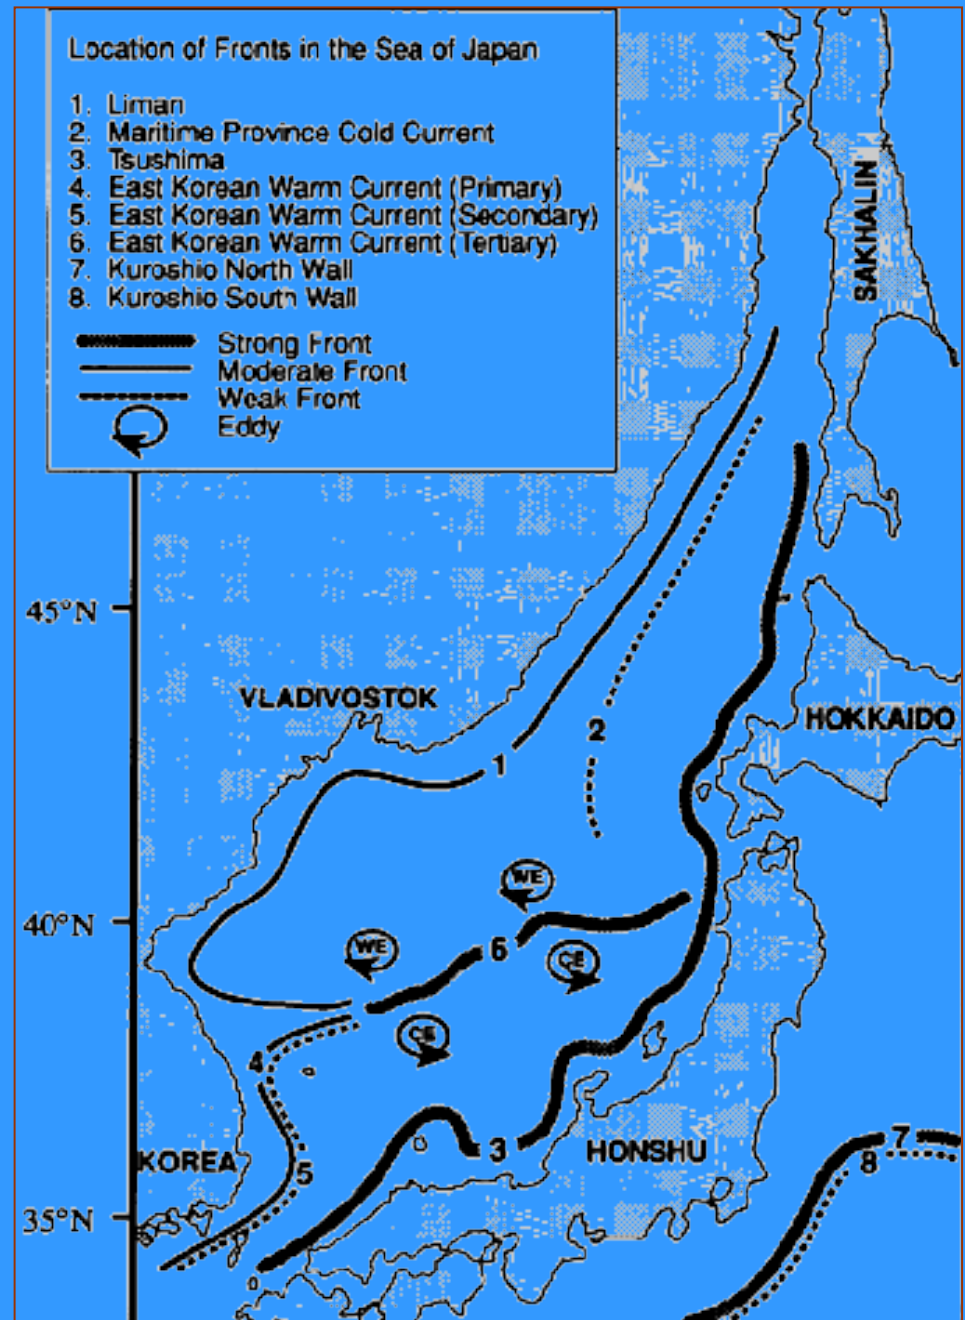 Location of Fronts in the Sea of Japan
1. Liman
2. Maritime Province Cold Current
3. Tsushima
4. East Korean Warm Current (Primary)
5. East Korean Warm Current (Secondary)
6. East Korean Warm Current (Tertiary)
7. Kuroshio North Wall
8. Kuroshio South Wall
Strong Front
Moderate Front
Weak Front
Eddy
SAKHALIN
45°N
VLADIVOSTOK
HOKKAIDO
2
1
WE
40°N
WE
6
CE
CE
4
KOREA
5
3
HONSHU
7
8
35°N